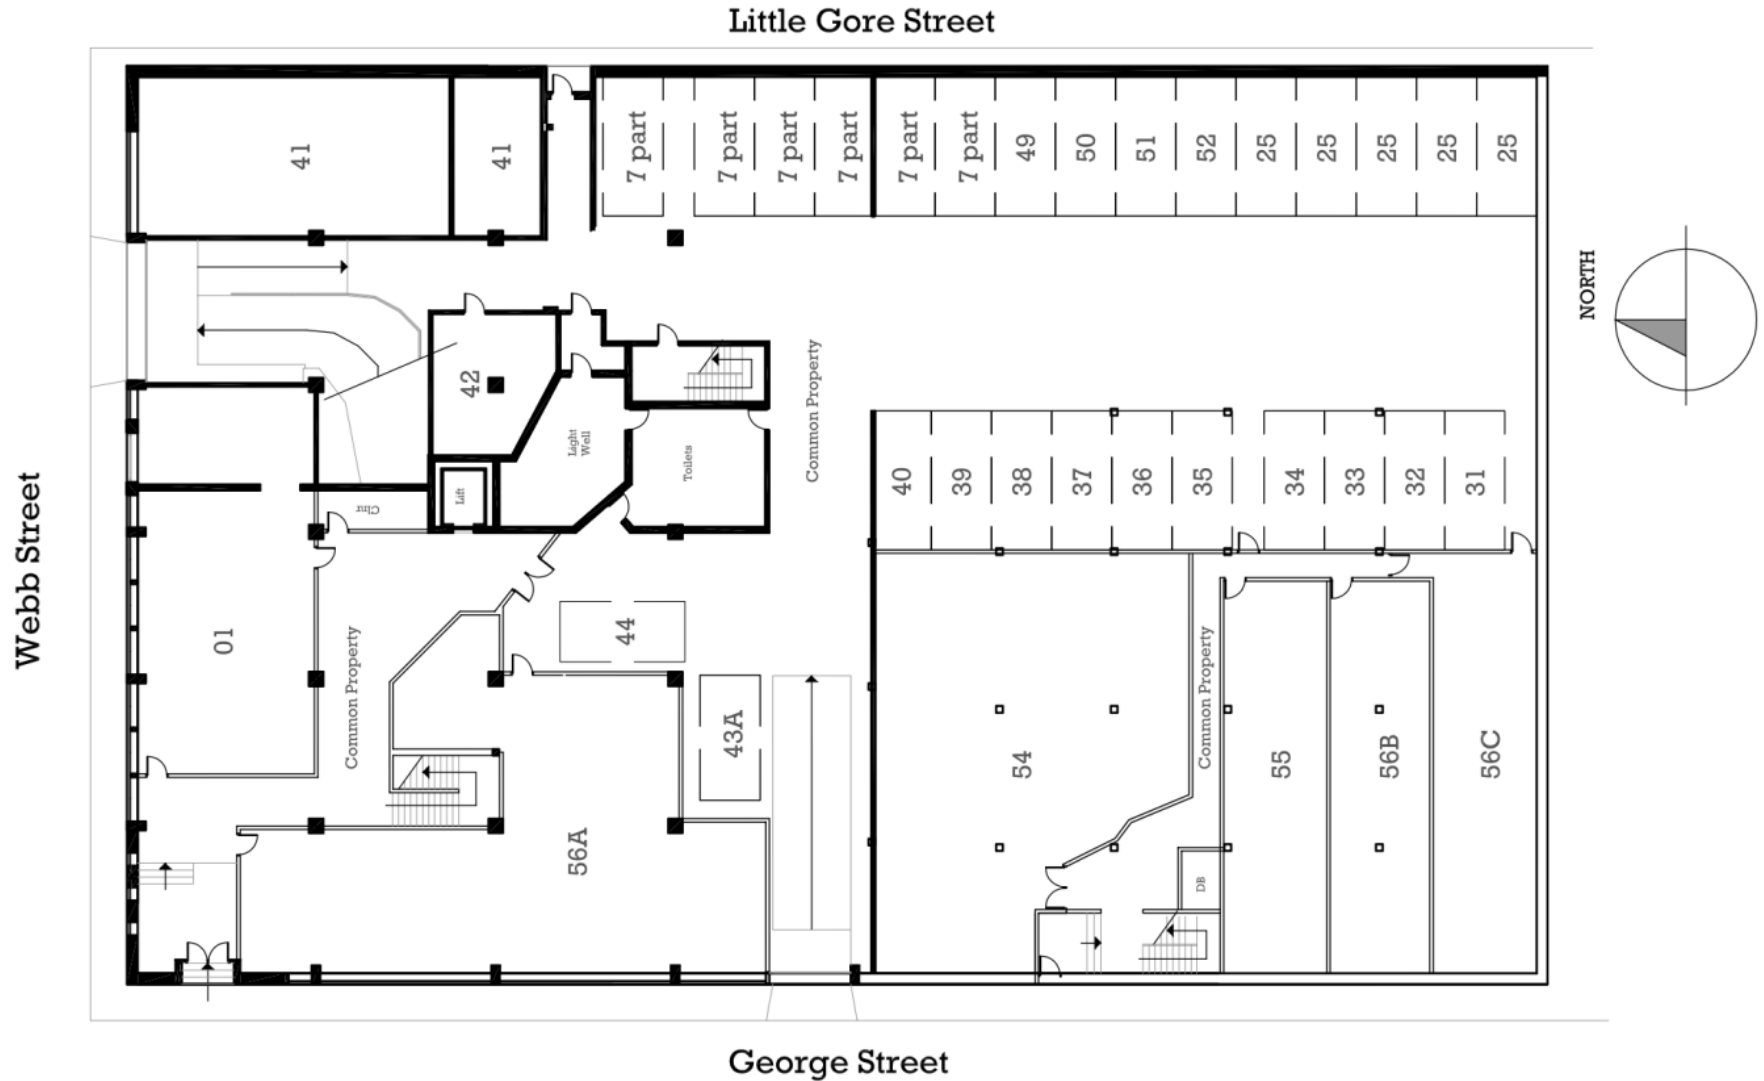 Little Gore Street
41
41
7 part
7 part
7 part
7 part
7 part
7 part
49
50
51
52
25
25
25
25
25
NORTH
42
Light
Well
Toilets
Common Property
Lift
Clnr
40
39
38
37
36
35
34
33
32
31
Webb Street
01
Common Property
44
43A
56A
54
Common Property
DB
55
56B
56C
George Street